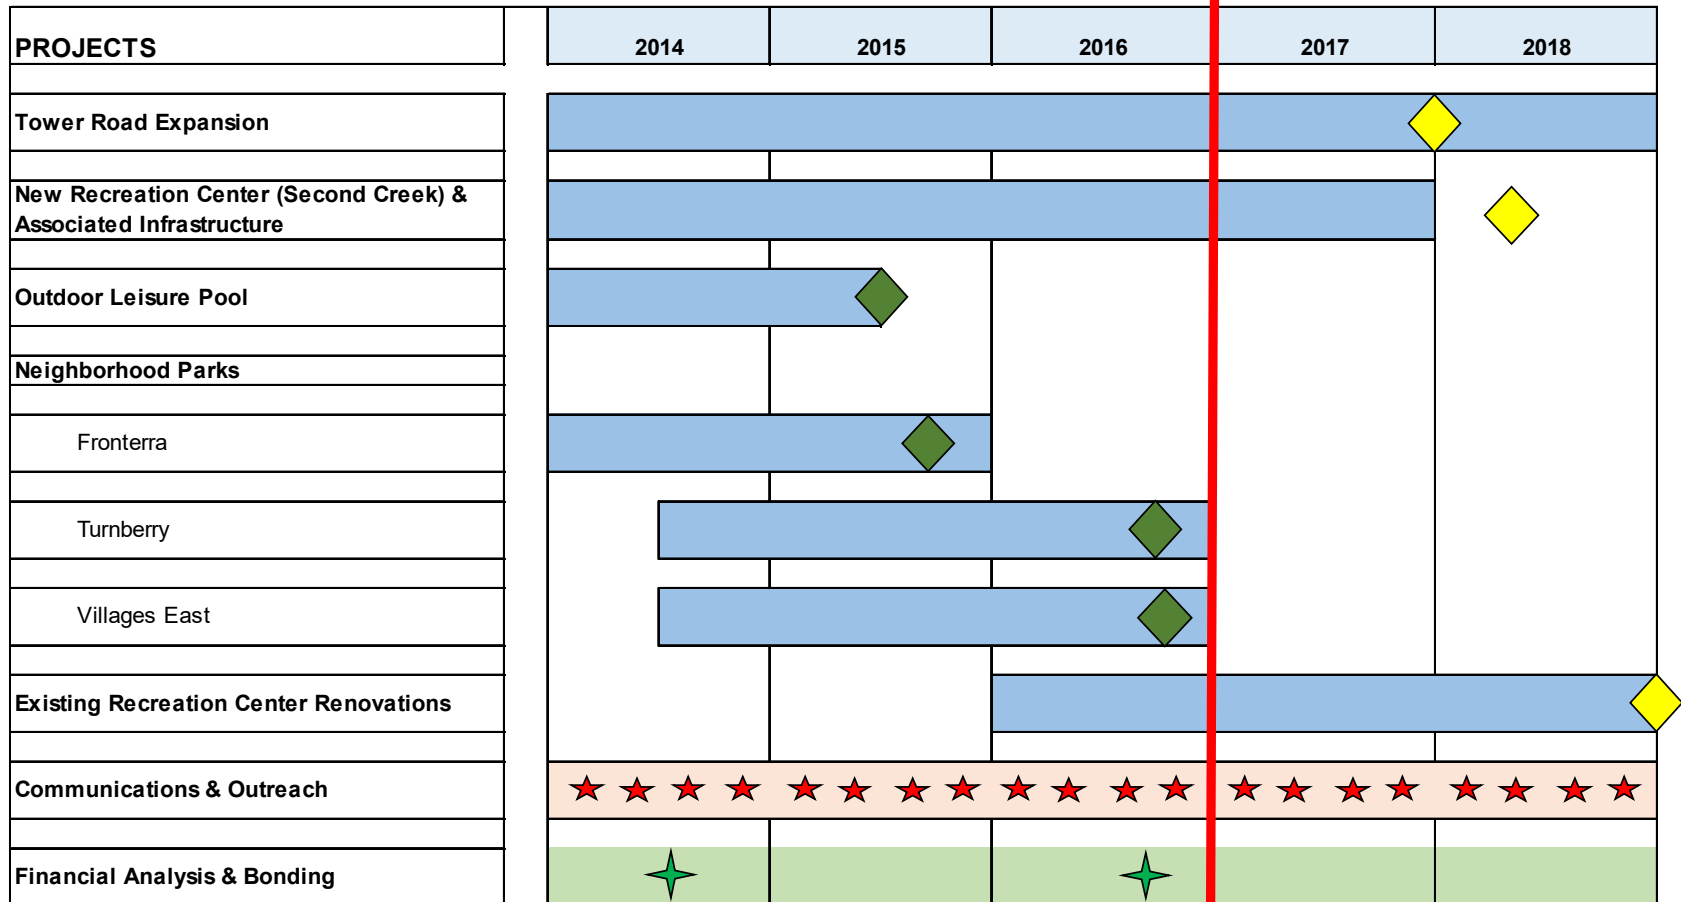 PROJECTS 2014 2015 2016 2017 2018
Tower Road Expansion
New Recreation Center (Second Creek) &
Associated Infrastructure
Outdoor Leisure Pool
Neighborhood Parks
Fronterra
Turnberry
Villages East
Existing Recreation Center Renovations
Communications & Outreach
Financial Analysis & Bonding